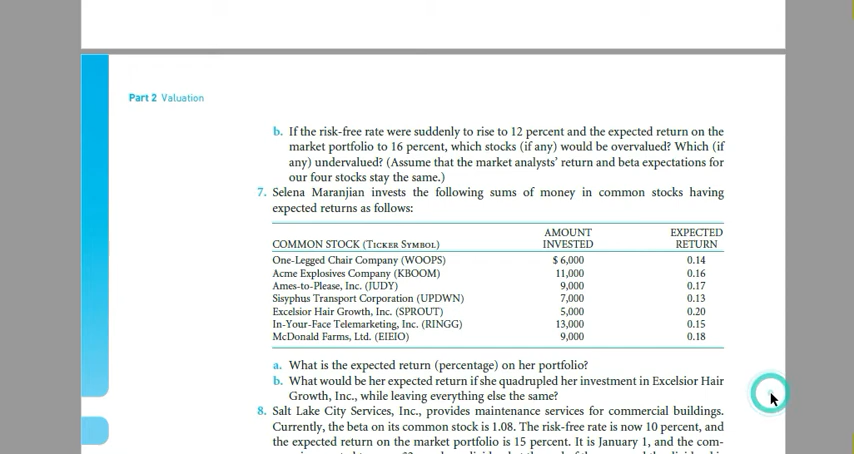 Part 2 Valuation
b. If the risk-free rate were suddenly to rise to 12 percent and the expected return on the
market portfolio to 16 percent, which stocks (if any) would be overvalued? Which (if
any) undervalued? (Assume that the market analysts' return and beta expectations for
our four stocks stay the same.)
7. Selena Maranjian invests the following sums of money in common stocks having
expected returns as follows:
AMOUNT EXPECTED
COMMON STOCK (TICKER SYMBOL) INVESTED RETURN
One-Legged Chair Company (WOOPS) $ 6,000 0.14
Acme Explosives Company (KBOOM) 11,000 0.16
Ames-to-Please, Inc. (JUDY) 9,000 0.17
Sisyphus Transport Corporation (UPDWN) 7,000 0.13
Excelsior Hair Growth, Inc. (SPROUT) 5,000 0.20
In-Your-Face Telemarketing, Inc. (RINGG) 13,000 0.15
McDonald Farms, Ltd. (EIEIO) 9,000 0.18
a. What is the expected return (percentage) on her portfolio?
b. What would be her expected return if she quadrupled her investment in Excelsior Hair
Growth, Inc., while leaving everything else the same?
8. Salt Lake City Services, Inc., provides maintenance services for commercial buildings.
Currently, the beta on its common stock is 1.08. The risk-free rate is now 10 percent, and
the expected return on the market portfolio is 15 percent. It is January 1, and the com-